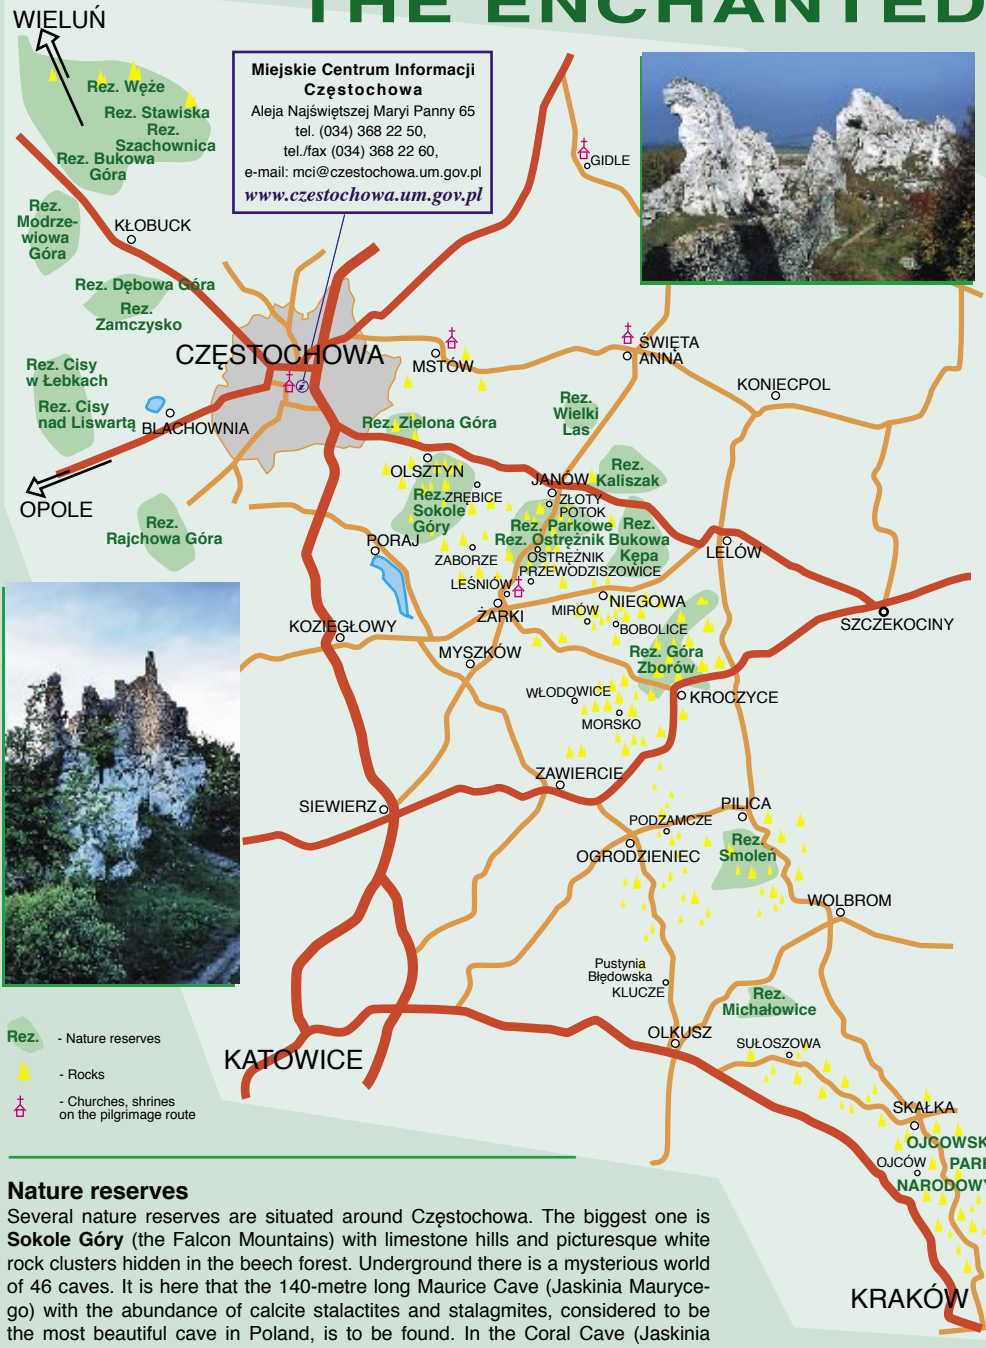 THE ENCHANTED
WIELUŃ
Rez. Węże
Rez. Stawiska
Rez.
Szachownica
Rez. Bukowa
Góra
Miejskie Centrum Informacji
Częstochowa
Aleja Najświętszej Maryi Panny 65
tel. (034) 368 22 50,
tel./fax (034) 368 22 60,
e-mail: mci@czestochowa.um.gov.pl
www.czestochowa.um.gov.pl
GIDLE
Rez.
Modrze-
wiowa
Góra
KŁOBUCK
Rez. Dębowa Góra
Rez.
Zamczysko
CZĘSTOCHOWA
MSTÓW
ŚWIĘTA
ANNA
KONIECPOL
Rez. Cisy
w Łebkach
Rez. Cisy
nad Liswartą
BLACHOWNIA
Rez. Zielona Góra
Rez.
Wielki
Las
OPOLE
OLSZTYN
ZRĘBICE
Rez.
Sokole
Góry
JANÓW
Rez.
Kaliszak
ZŁOTY
POTOK
Rez. Parkowe
Rez. Ostrężnik
Rez.
Bukowa
Kępa
Rez.
Rajchowa Góra
PORAJ
ZABORZE
OSTRĘŻNIK
PRZEWODZISZOWICE
LELÓW
LEŚNIÓW
ŻARKI
MIRÓW
NIEGOWA
BOBOLICE
SZCZEKOCINY
KOZIEGŁOWY
MYSZKÓW
Rez. Góra
Zborów
WŁODOWICE
KROCZYCE
MORSKO
ZAWIERCIE
SIEWIERZ
PILICA
PODZAMCZE
OGRODZIENIEC
Rez.
Smoleń
WOLBROM
Pustynia
Błędowska
KLUCZE
Rez.
Michałowice
OLKUSZ
SUŁOSZOWA
KATOWICE
SKAŁKA
OJCOWSK
OJCÓW
PARK
NARODOWY
KRAKÓW
Rez.
- Nature reserves
- Rocks
- Churches, shrines
on the pilgrimage route
Nature reserves
Several nature reserves are situated around Częstochowa. The biggest one is
Sokole Góry (the Falcon Mountains) with limestone hills and picturesque white
rock clusters hidden in the beech forest. Underground there is a mysterious world
of 46 caves. It is here that the 140-metre long Maurice Cave (Jaskinia Mauryce-
go) with the abundance of calcite stalactites and stalagmites, considered to be
the most beautiful cave in Poland, is to be found. In the Coral Cave (Jaskinia